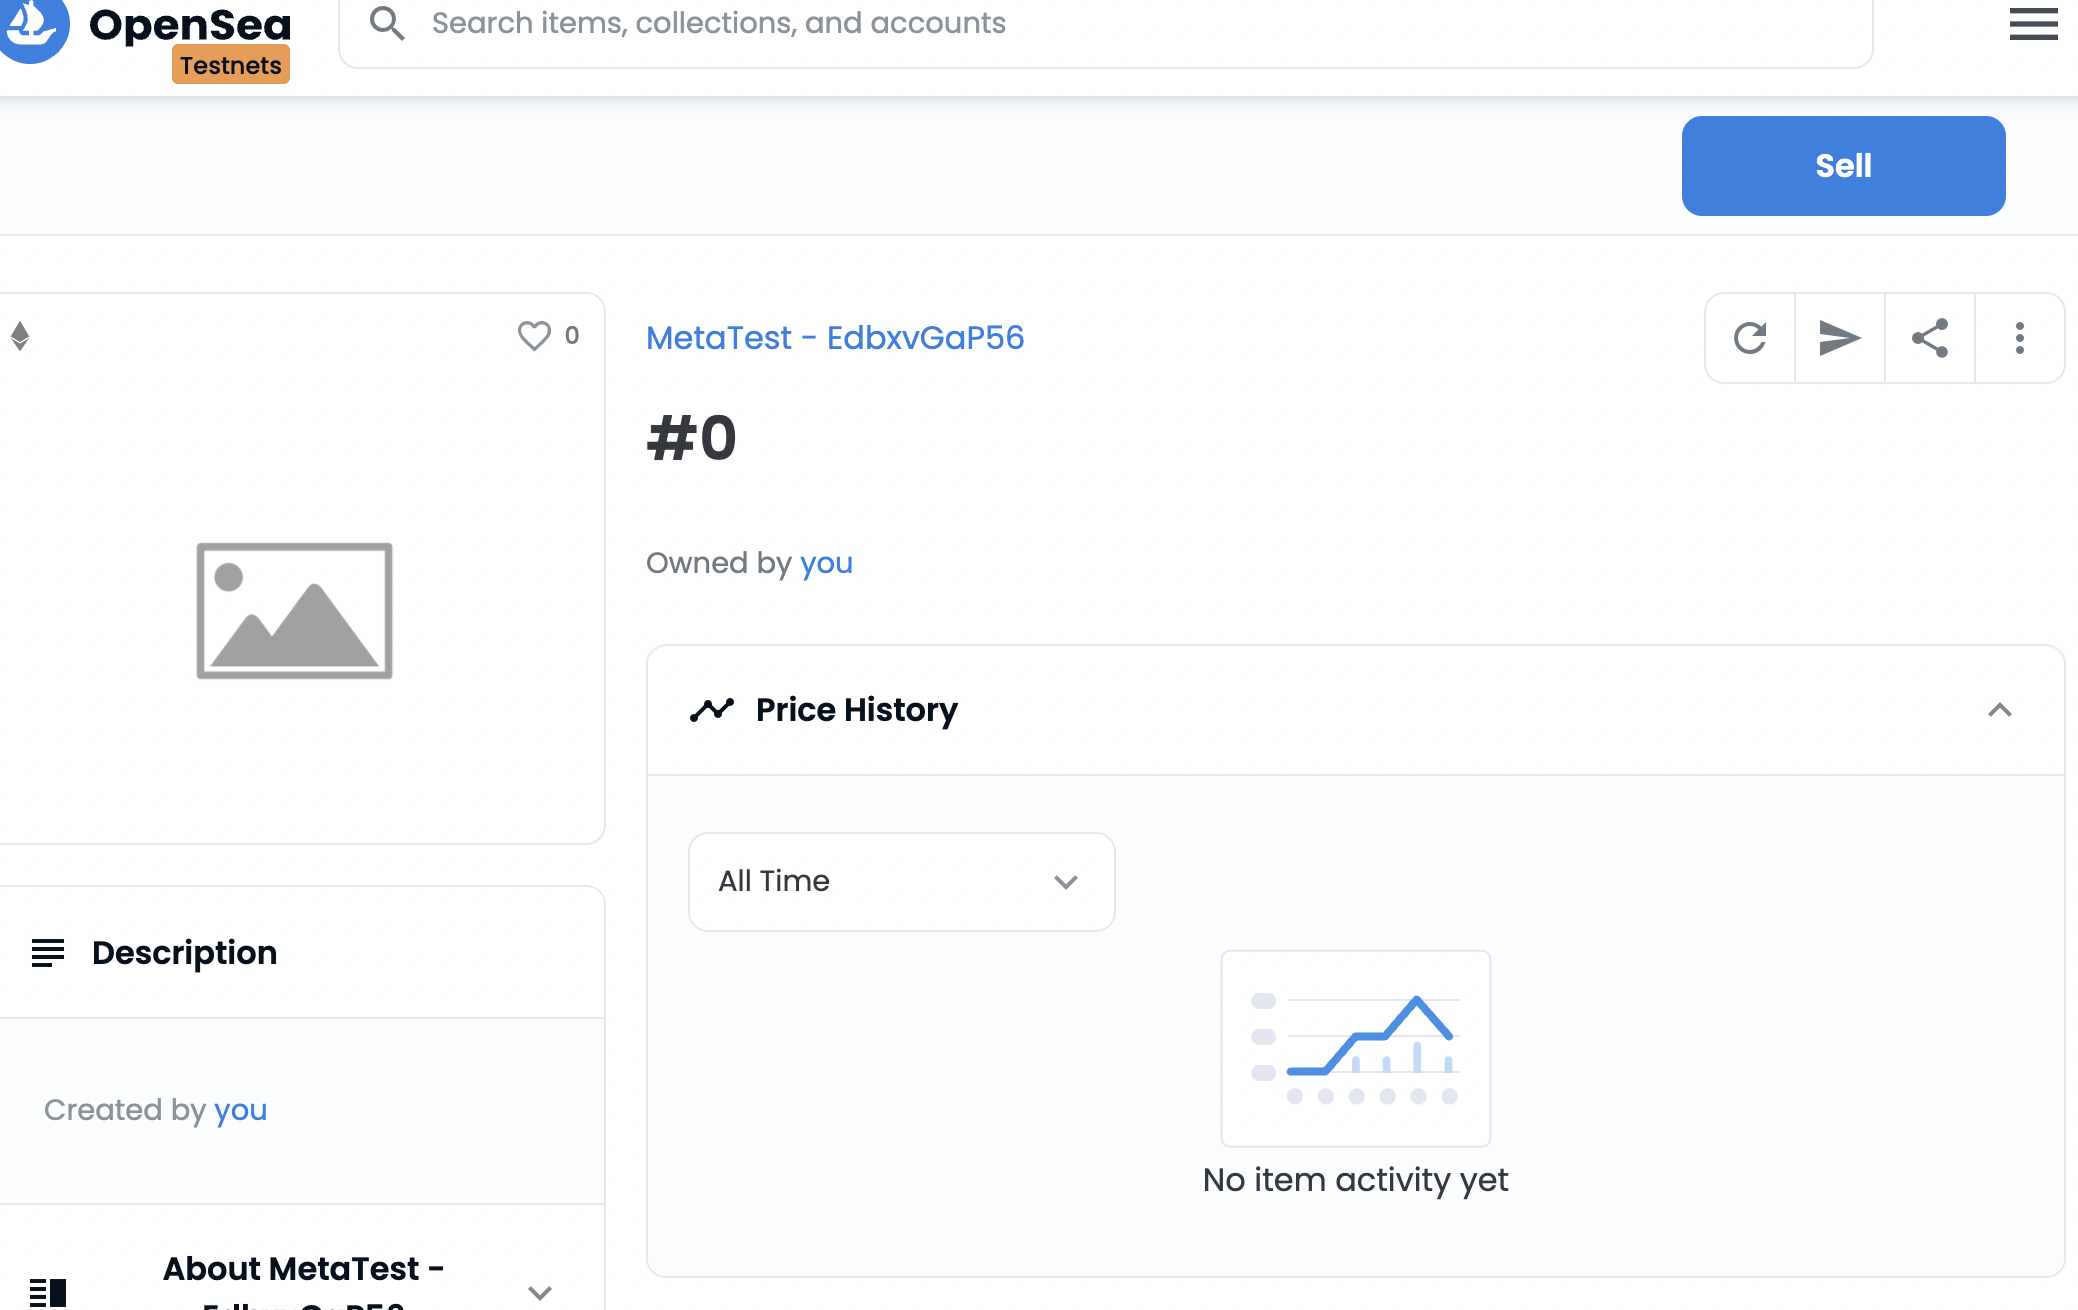 OpenSea
Testnets
Search items, collections, and accounts
Sell
0
MetaTest - EdbxvGaP56
#0
Owned by you
Price History
All Time
No item activity yet
Description
Created by you
About MetaTest -
EdbxvGaP56